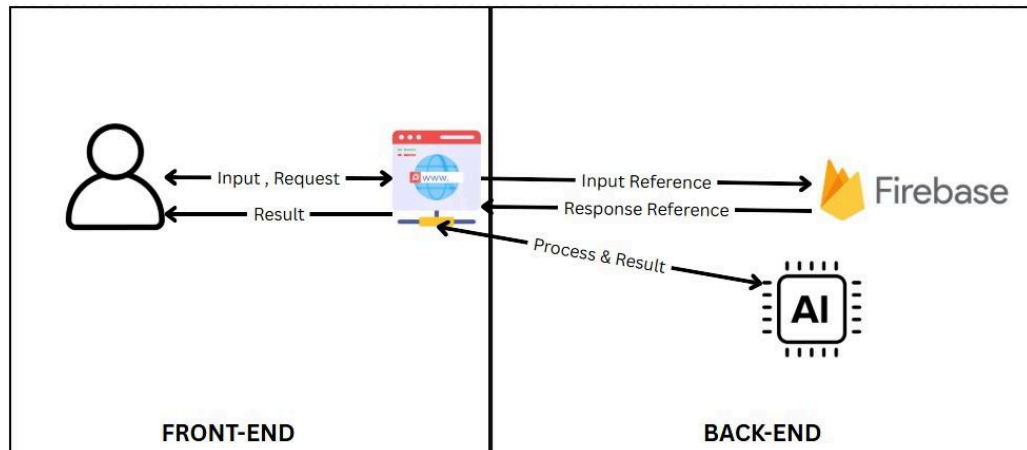 Input , Request
Result
www.
Input Reference
Response Reference
Firebase
Process & Result
AI
FRONT-END
BACK-END